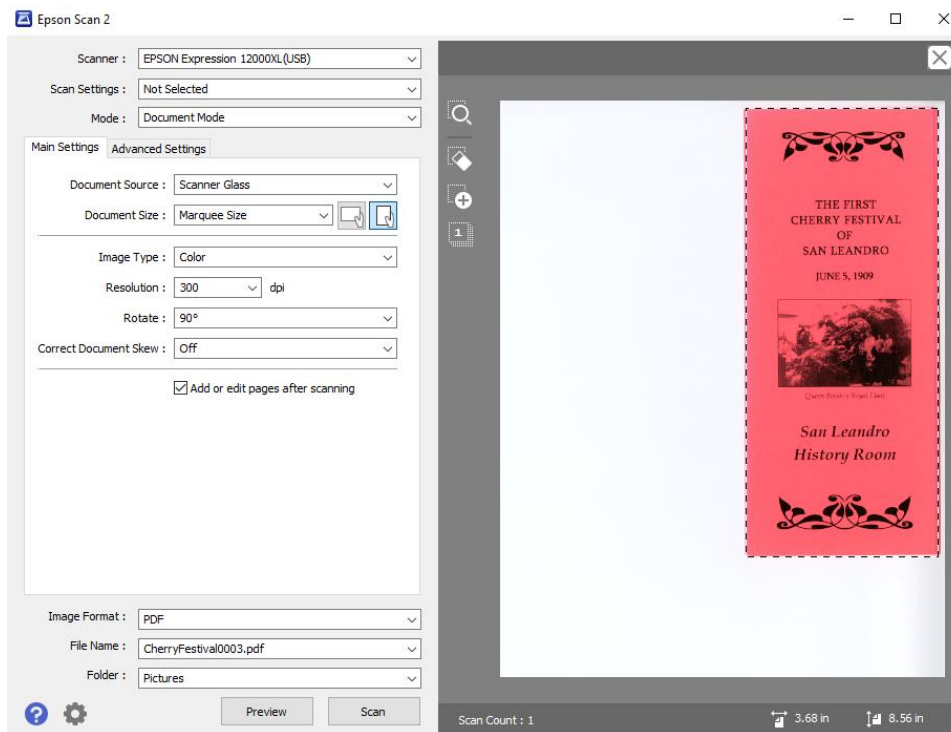 Epson Scan 2
Scanner : EPSON Expression 12000XL(USB)
Scan Settings : Not Selected
Mode : Document Mode
Main Settings Advanced Settings
Document Source : Scanner Glass
Document Size : Marquee Size
Image Type : Color
Resolution : 300 dpi
Rotate : 90°
Correct Document Skew : Off
Add or edit pages after scanning
Image Format : PDF
File Name : CherryFestival0003.pdf
Folder : Pictures
Preview Scan
1
THE FIRST
CHERRY FESTIVAL
OF
SAN LEANDRO
JUNE 5, 1909
Royal Float
San Leandro
History Room
Scan Count : 1 3.68 in 8.56 in